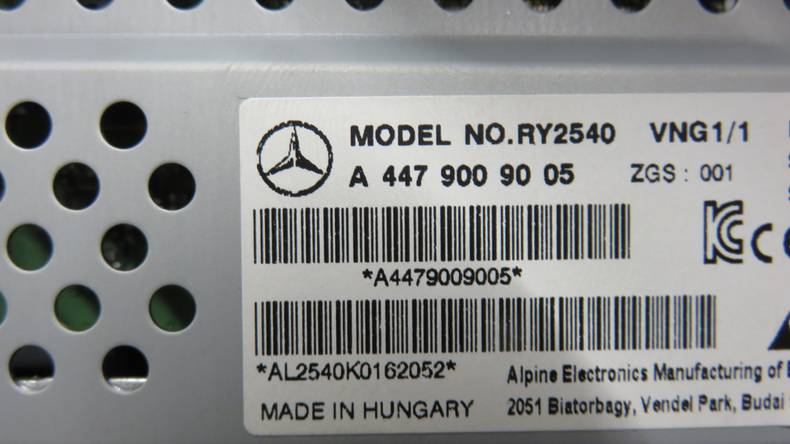 MODEL NO.RY2540 VNG1/1
A 447 900 90 05 ZGS : 001
*A4479009005*
*AL2540K0162052*
Alpine Electronics Manufacturing of
MADE IN HUNGARY
2051 Biatorbagy, Vendel Park, Budai